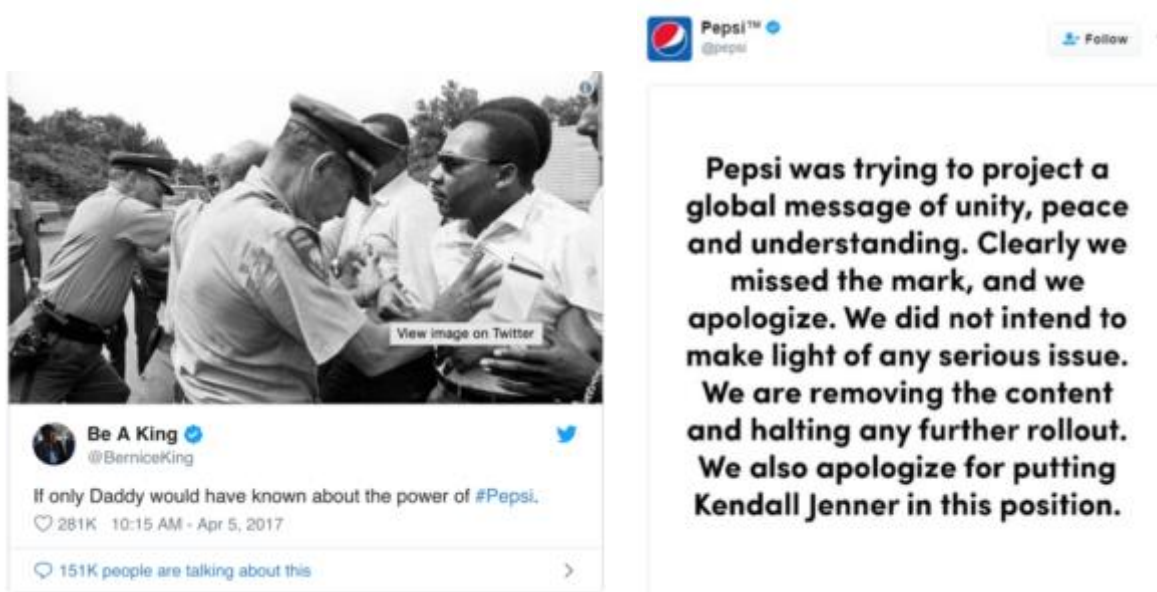 View image on Twitter
Be A King
@BerniceKing
If only Daddy would have known about the power of #Pepsi.
281K 10:15 AM - Apr 5, 2017
151K people are talking about this
Pepsi™
@pepsi
Follow
Pepsi was trying to project a
global message of unity, peace
and understanding. Clearly we
missed the mark, and we
apologize. We did not intend to
make light of any serious issue.
We are removing the content
and halting any further rollout.
We also apologize for putting
Kendall Jenner in this position.